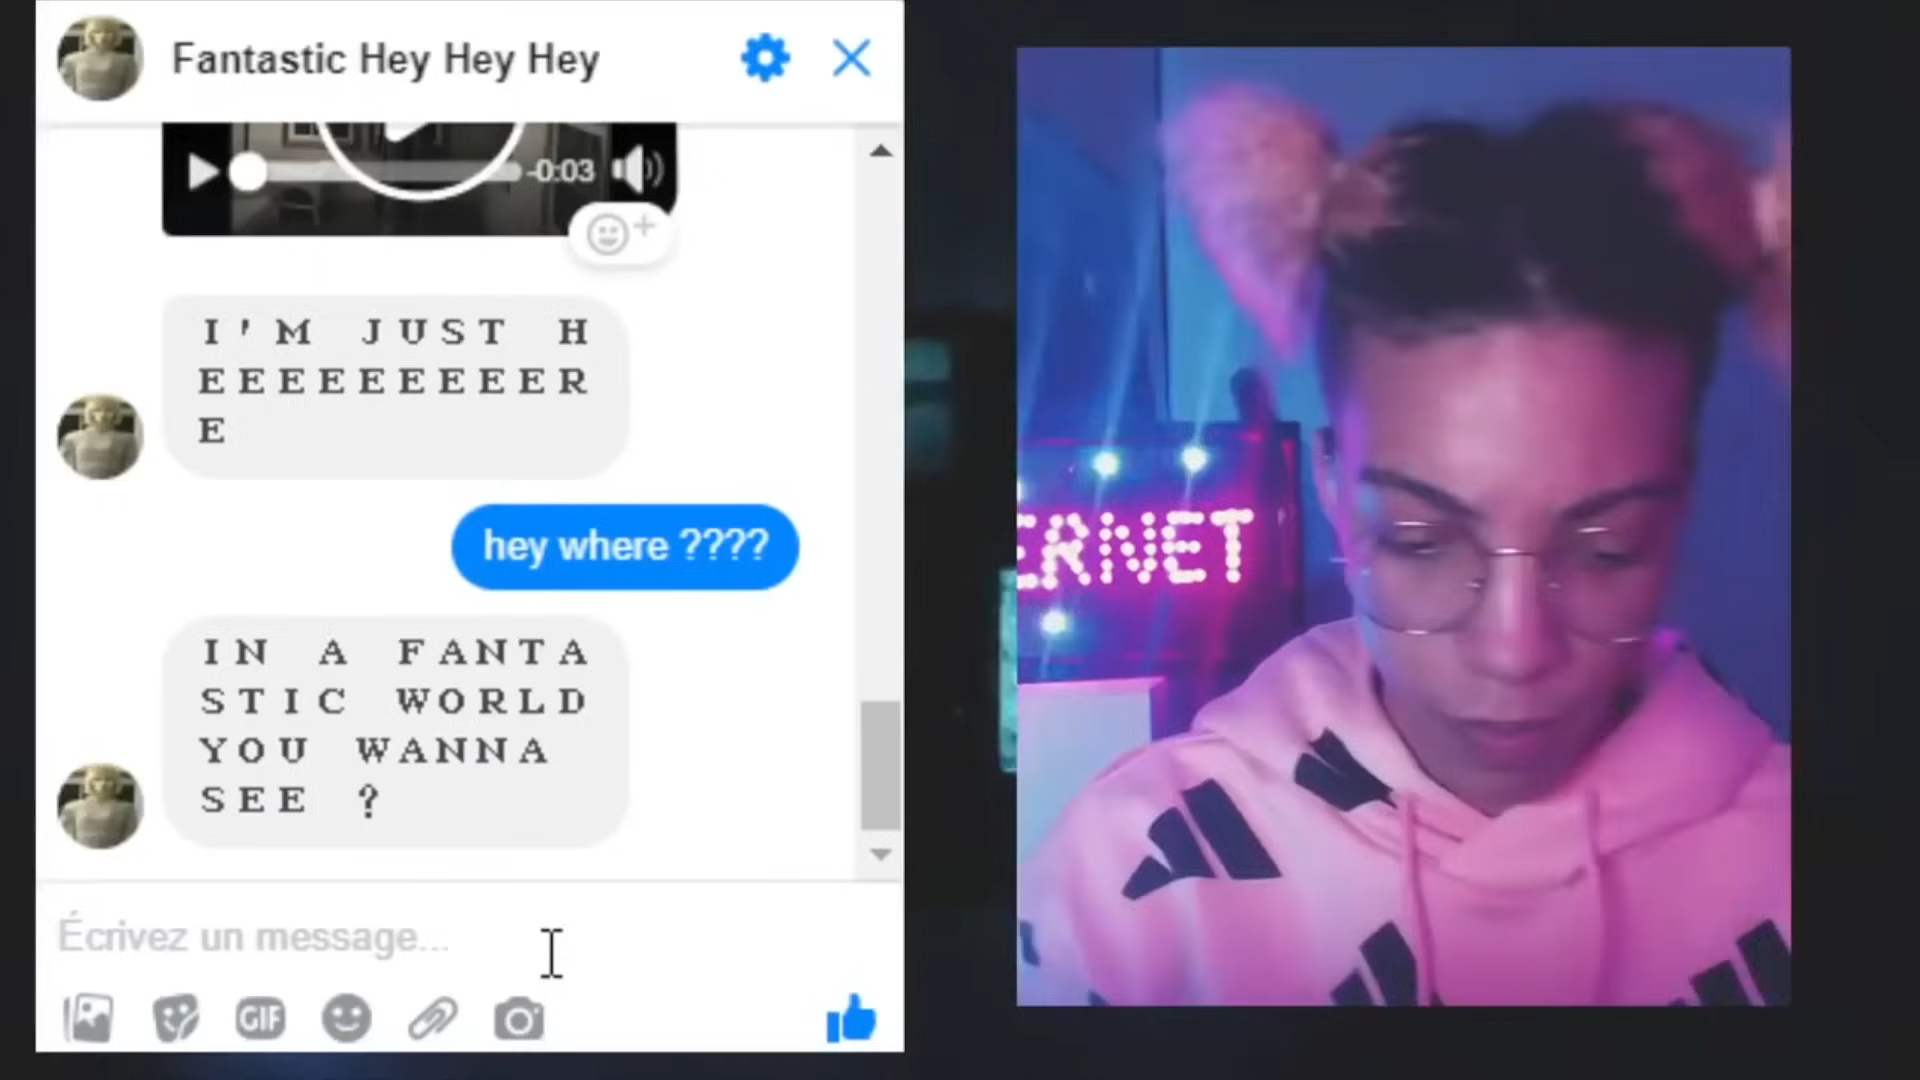 Fantastic Hey Hey Hey
-0:03
I'M JUST H
EEEEEEEEER
E
hey where ????
IN A FANTA
STIC WORLD
YOU WANNA
SEE ?
Écrivez un message...
GIF
ERNET